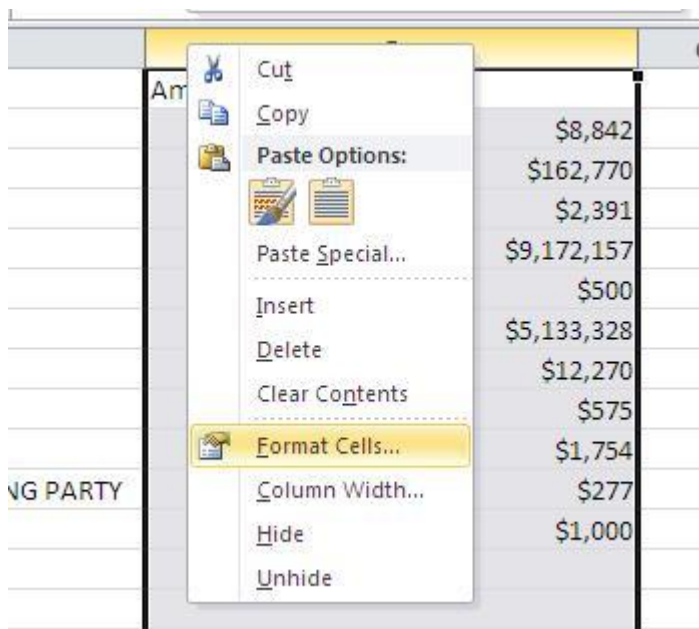 Am
Cut
Copy
Paste Options:
Paste Special...
Insert
Delete
Clear Contents
Format Cells...
Column Width...
Hide
Unhide
$8,842
$162,770
$2,391
$9,172,157
$500
$5,133,328
$12,270
$575
$1,754
NG PARTY
$277
$1,000